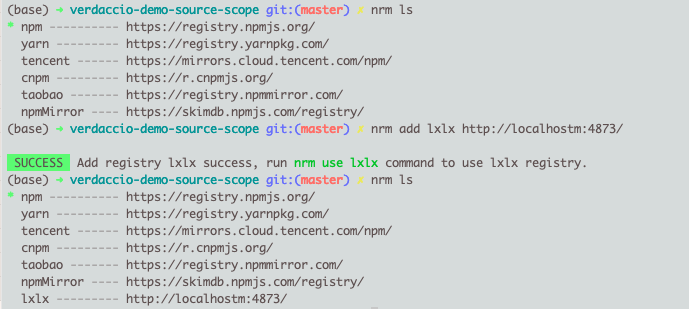 (base) → verdaccio-demo-source-scope git:(master) ✗ nrm ls
* npm ---------- https://registry.npmjs.org/
yarn --------- https://registry.yarnpkg.com/
tencent ------ https://mirrors.cloud.tencent.com/npm/
cnpm --------- https://r.cnpmjs.org/
taobao ------- https://registry.npmmirror.com/
npmMirror ---- https://skimdb.npmjs.com/registry/
(base) → verdaccio-demo-source-scope git:(master) ✗ nrm add lxlx http://localhostm:4873/
SUCCESS Add registry lxlx success, run nrm use lxlx command to use lxlx registry.
(base) → verdaccio-demo-source-scope git:(master) ✗ nrm ls
* npm ---------- https://registry.npmjs.org/
yarn --------- https://registry.yarnpkg.com/
tencent ------ https://mirrors.cloud.tencent.com/npm/
cnpm --------- https://r.cnpmjs.org/
taobao ------- https://registry.npmmirror.com/
npmMirror ---- https://skimdb.npmjs.com/registry/
lxlx --------- http://localhostm:4873/